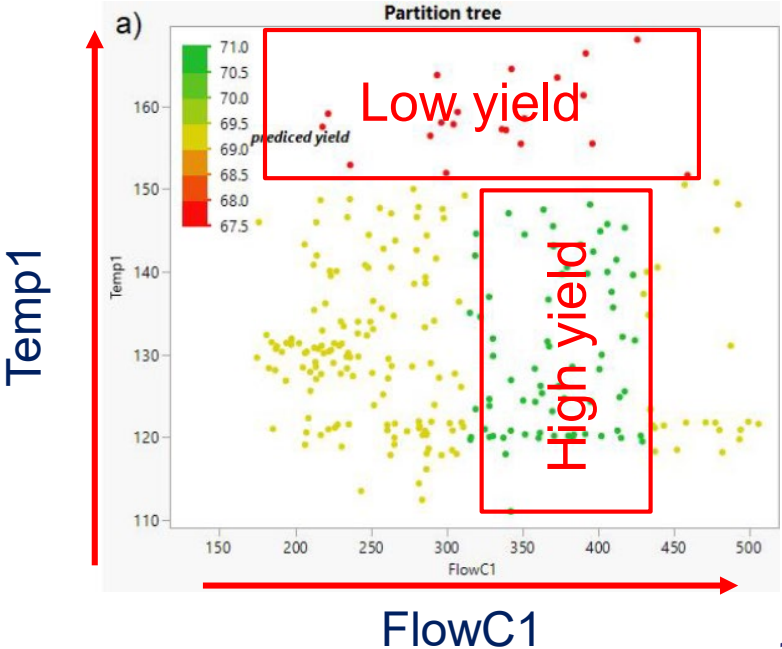 Partition tree
a)
71.0
70.5
70.0
69.5
69.0
68.5
68.0
67.5
prediced yield
Low yield
High yield
160
150
140
130
120
110
Temp1
Temp1
150
200
250
300
350
400
450
500
FlowC1
FlowC1